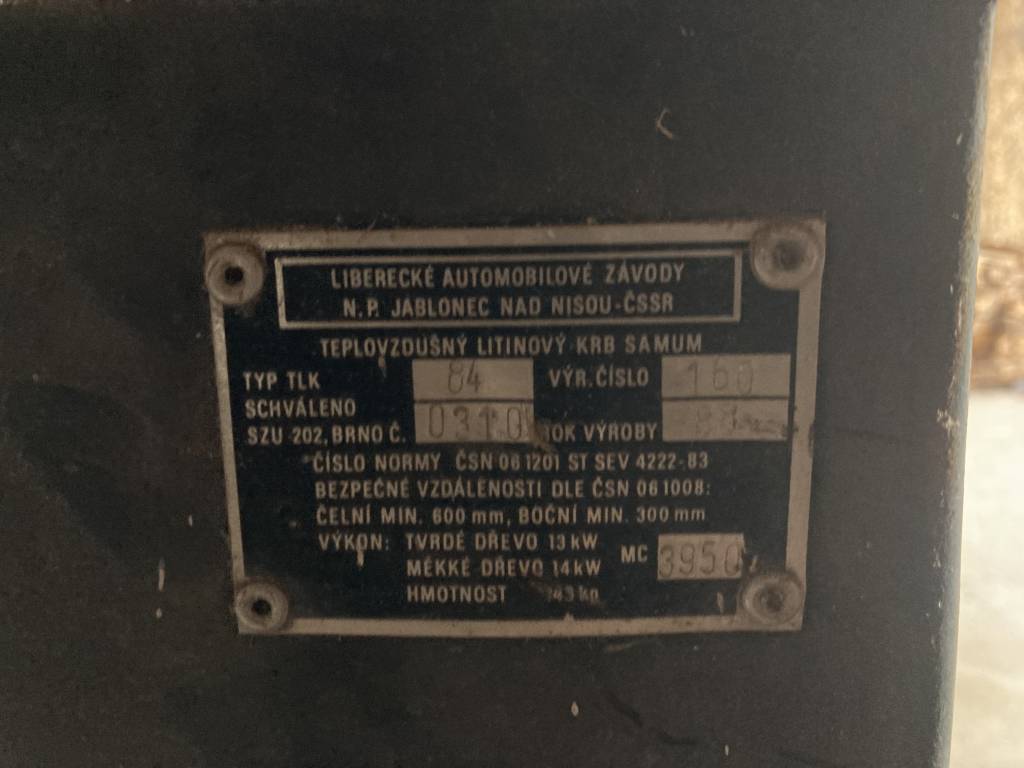 LIBERECKÉ AUTOMOBILOVÉ ZÁVODY
N. P. JABLONEC NAD NISOU-ČSSR
TEPLOVZDUŠNÝ LITINOVÝ KRB SAMUM
TYP TLK 84 VÝR. ČÍSLO 160
SCHVÁLENO
SZU 202, BRNO Č. 0310 VÝROBY
ČÍSLO NORMY ČSN 06 1201 ST SEV 4222-83
BEZPEČNÉ VZDÁLENOSTI DLE ČSN 06 1008:
ČELNÍ MIN. 600 mm, BOČNÍ MIN. 300 mm
VÝKON: TVRDÉ DŘEVO 13 kW
MC 3950
MĚKKÉ DŘEVO 14 kW
HMOTNOST